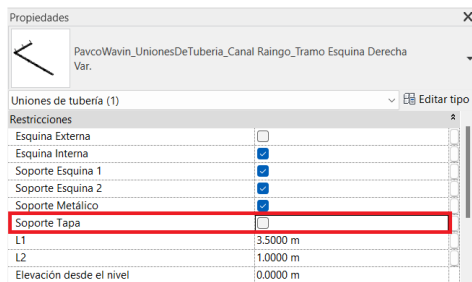 Propiedades
PavcoWavin_UnionesDeTuberia_Canal Raingo_Tramo Esquina Derecha
Var.
Uniones de tubería (1)
Editar tipo
Restricciones
Esquina Externa
Esquina Interna
Soporte Esquina 1
Soporte Esquina 2
Soporte Metálico
Soporte Tapa
L1 3.5000 m
L2 1.0000 m
Elevación desde el nivel 0.0000 m